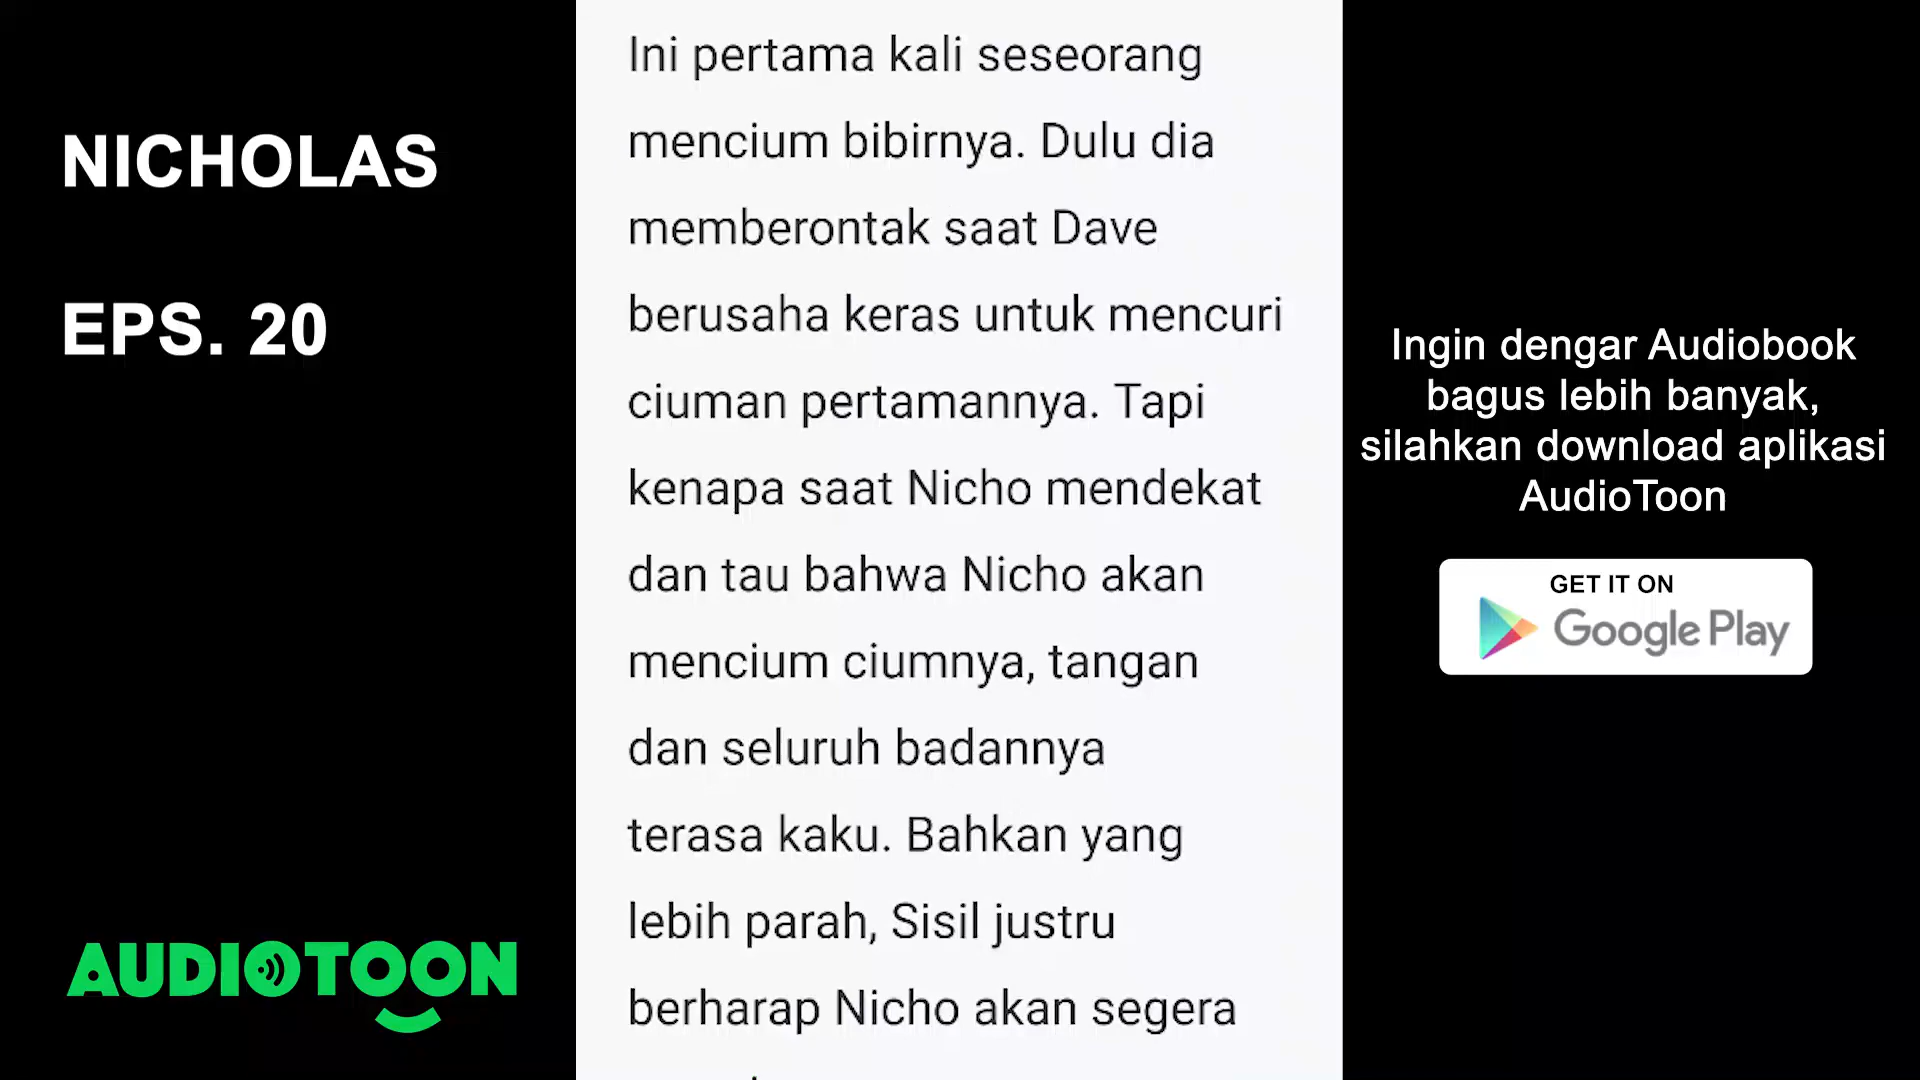 NICHOLAS
EPS. 20
AUDIOTOON
Ini pertama kali seseorang
mencium bibirnya. Dulu dia
memberontak saat Dave
berusaha keras untuk mencuri
ciuman pertamannya. Tapi
kenapa saat Nicho mendekat
dan tau bahwa Nicho akan
mencium ciumnya, tangan
dan seluruh badannya
terasa kaku. Bahkan yang
lebih parah, Sisil justru
berharap Nicho akan segera
Ingin dengar Audiobook
bagus lebih banyak,
silahkan download aplikasi
AudioToon
GET IT ON
Google Play